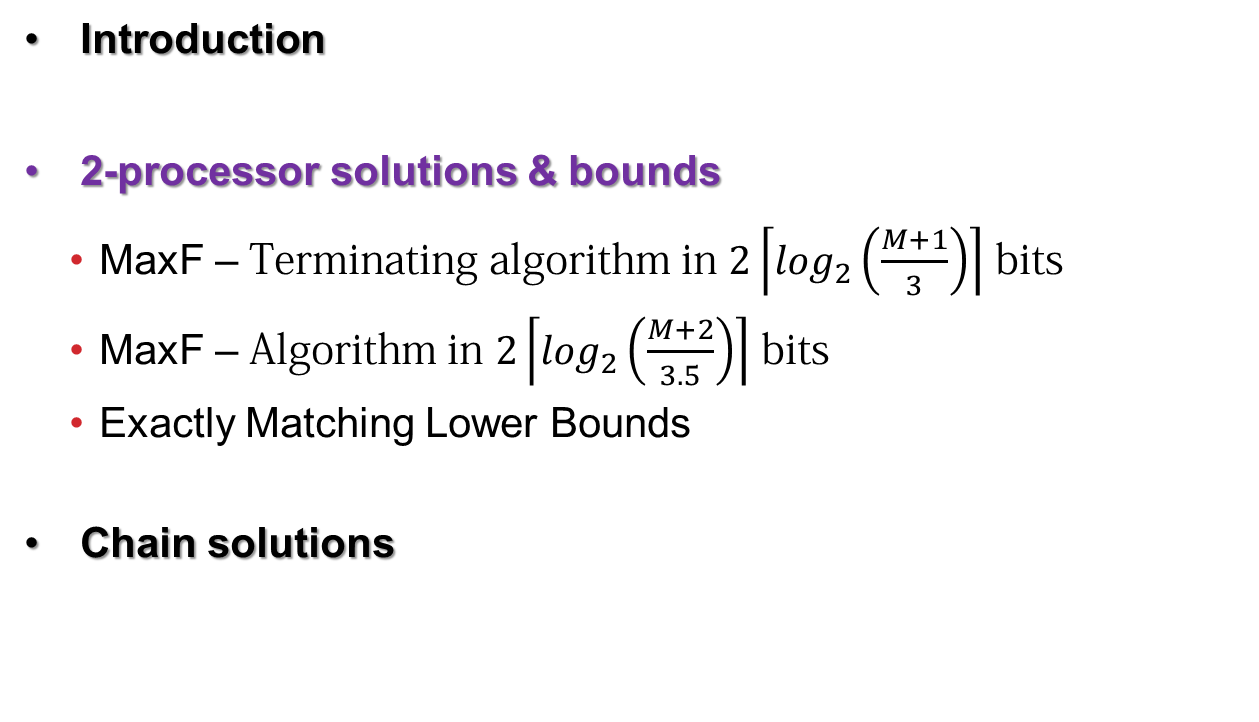 • Introduction
• 2-processor solutions & bounds
• MaxF – Terminating algorithm in 2 ⌈log₂ ((M+1)/3)⌉ bits
• MaxF – Algorithm in 2 ⌈log₂ ((M+2)/3.5)⌉ bits
• Exactly Matching Lower Bounds
• Chain solutions